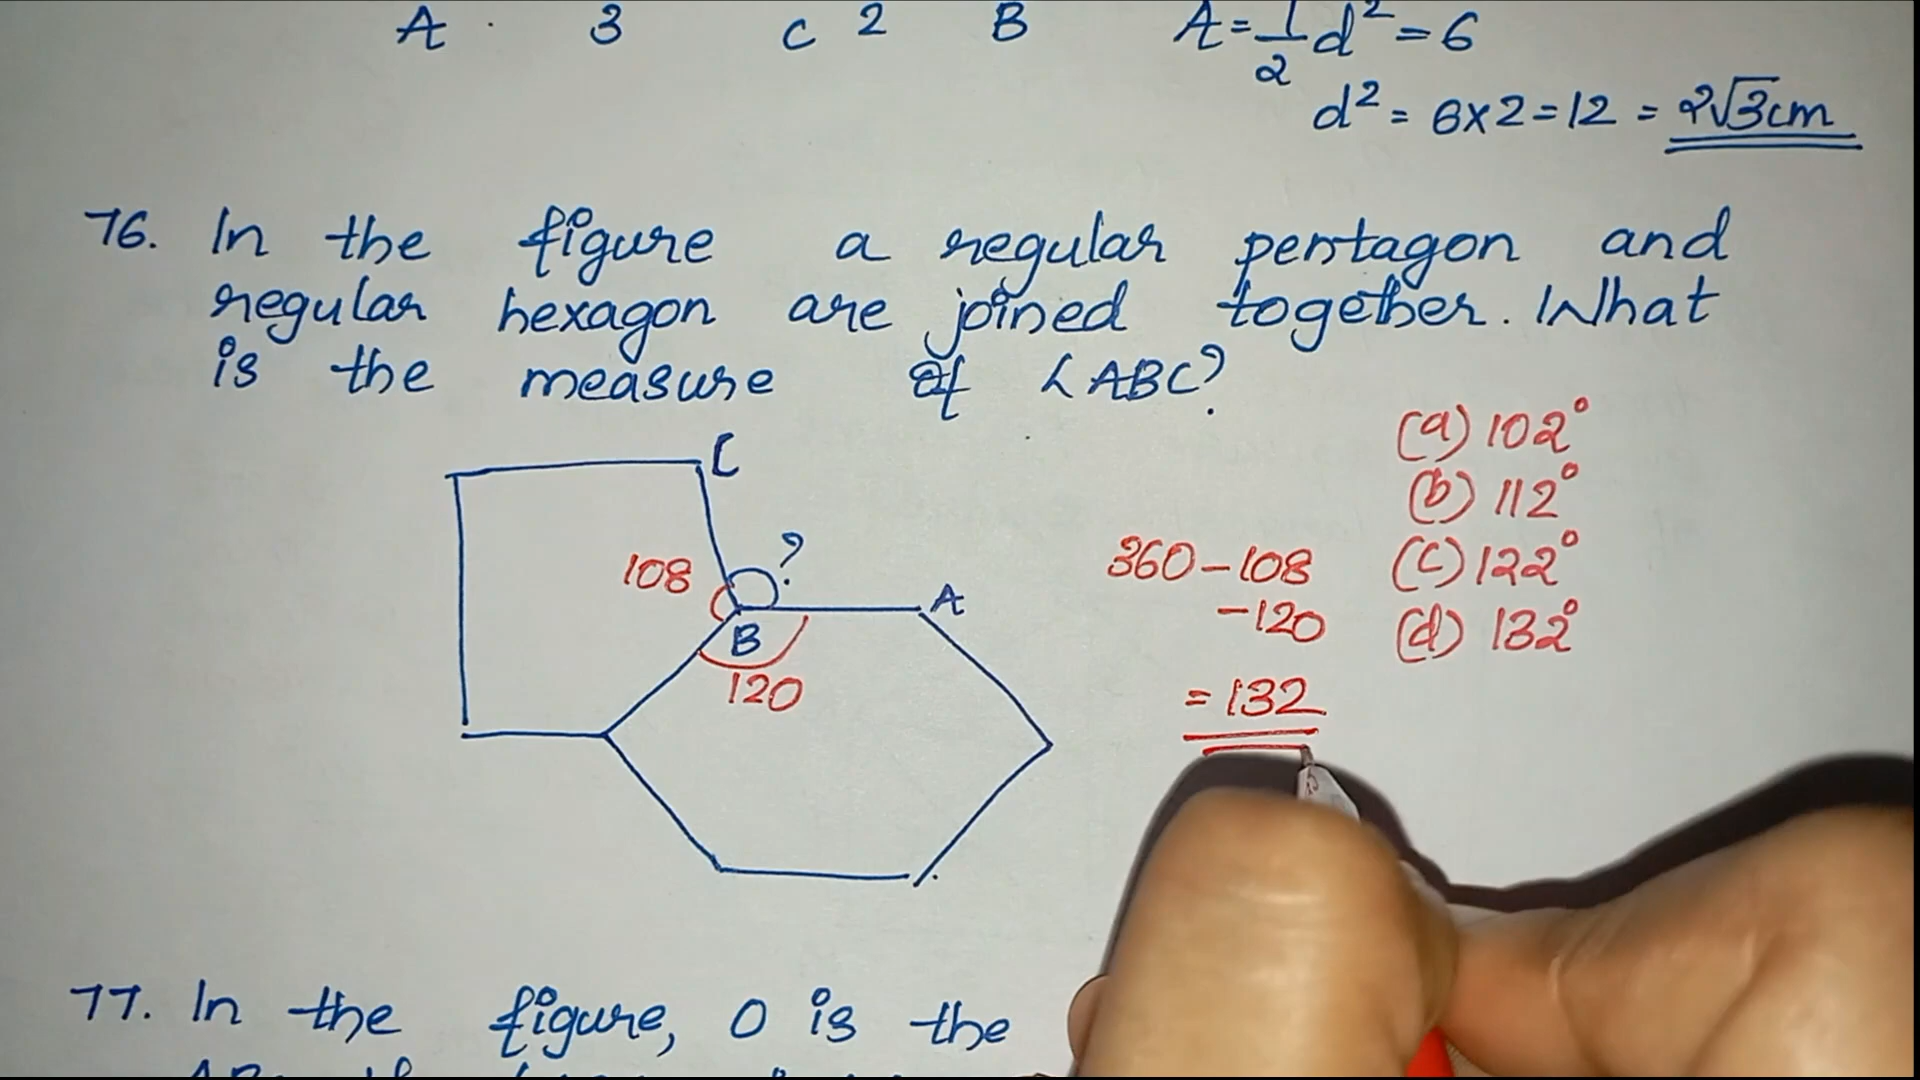 A . 3 C 2 B
A = 1/2 d² = 6
d² = 6x2 = 12 = 2√3cm
76. In the figure a regular pentagon and
regular hexagon are joined together. What
is the measure of ∠ABC?
C
?
108
A
B
120
360 - 108
- 120
= 132
(a) 102°
(b) 112°
(c) 122°
(d) 132°
77. In the figure, O is the